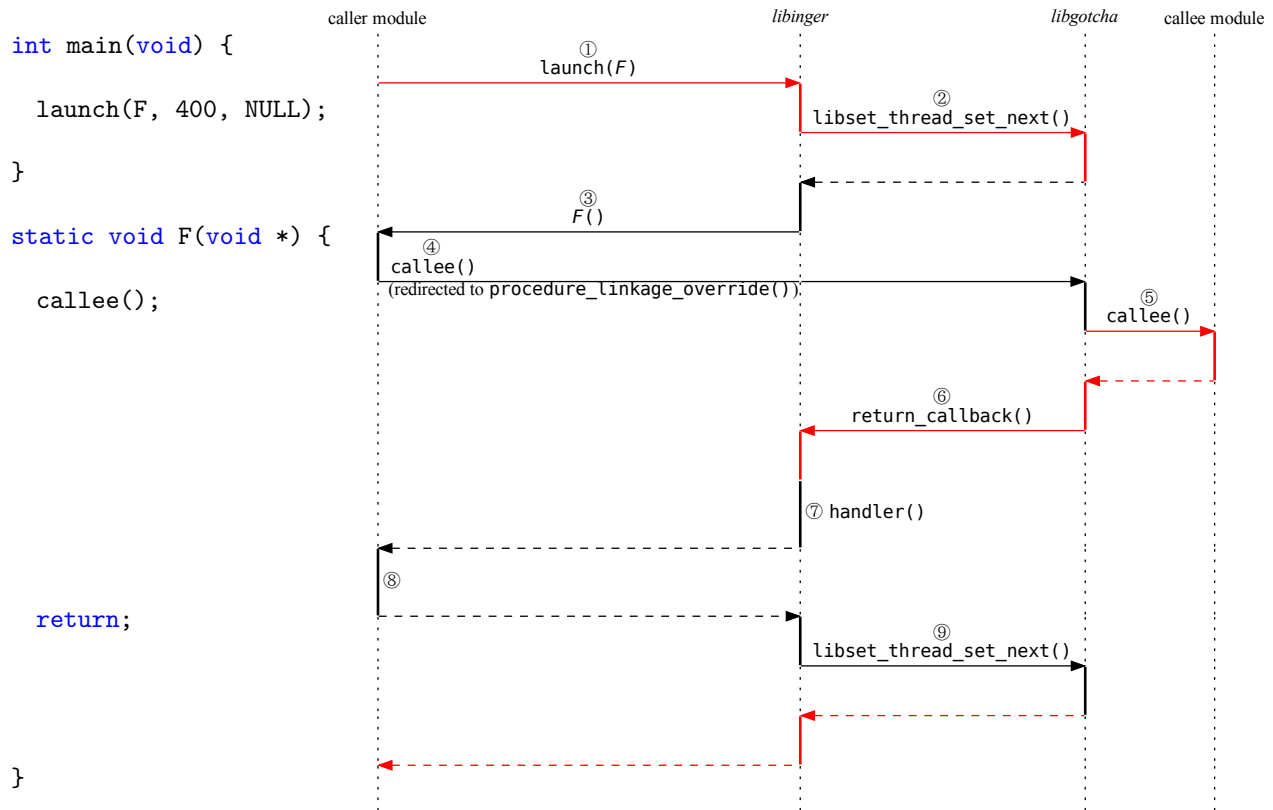 caller module
libinger
libgotcha
callee module
int main(void) {
①
launch(F)
②
launch(F, 400, NULL);
libset_thread_set_next()
}
③
F()
static void F(void *) {
④
callee()
(redirected to procedure_linkage_override())
callee();
⑤
callee()
⑥
return_callback()
⑦ handler()
⑧
return;
⑨
libset_thread_set_next()
}